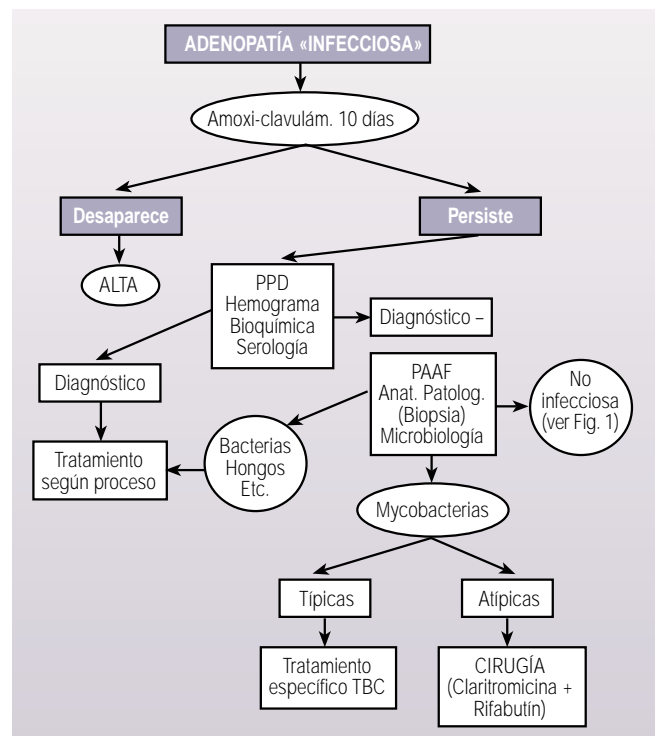 ADENOPATÍA «INFECCIOSA»
Amoxi-clavulám. 10 días
Desaparece
Persiste
ALTA
PPD
Hemograma
Bioquímica
Serología
Diagnóstico –
Diagnóstico
PAAF
Anat. Patolog.
(Biopsia)
Microbiología
No
infecciosa
(ver Fig. 1)
Bacterias
Hongos
Etc.
Tratamiento
según proceso
Mycobacterias
Típicas
Atípicas
Tratamiento
específico TBC
CIRUGÍA
(Claritromicina +
Rifabutín)